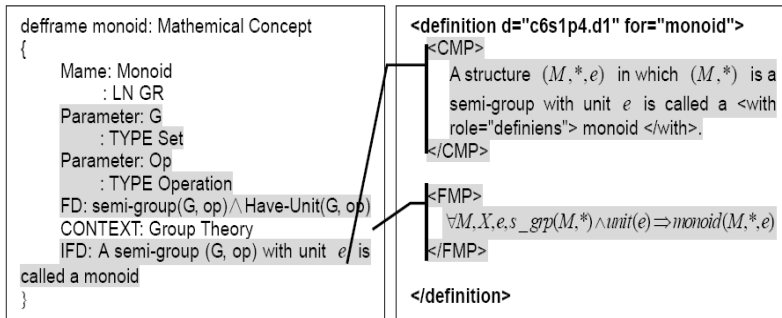 defframe monoid: Mathemical Concept
{
Mame: Monoid
: LN GR
Parameter: G
: TYPE Set
Parameter: Op
: TYPE Operation
FD: semi-group(G, op)∧Have-Unit(G, op)
CONTEXT: Group Theory
IFD: A semi-group (G, op) with unit e is
called a monoid
}
<definition d="c6s1p4.d1" for="monoid">
<CMP>
A structure (M,*,e) in which (M,*) is a
semi-group with unit e is called a <with
role="definiens"> monoid </with>.
</CMP>
<FMP>
∀M,X,e,s_grp(M,*)∧unit(e)⇒monoid(M,*,e)
</FMP>
</definition>